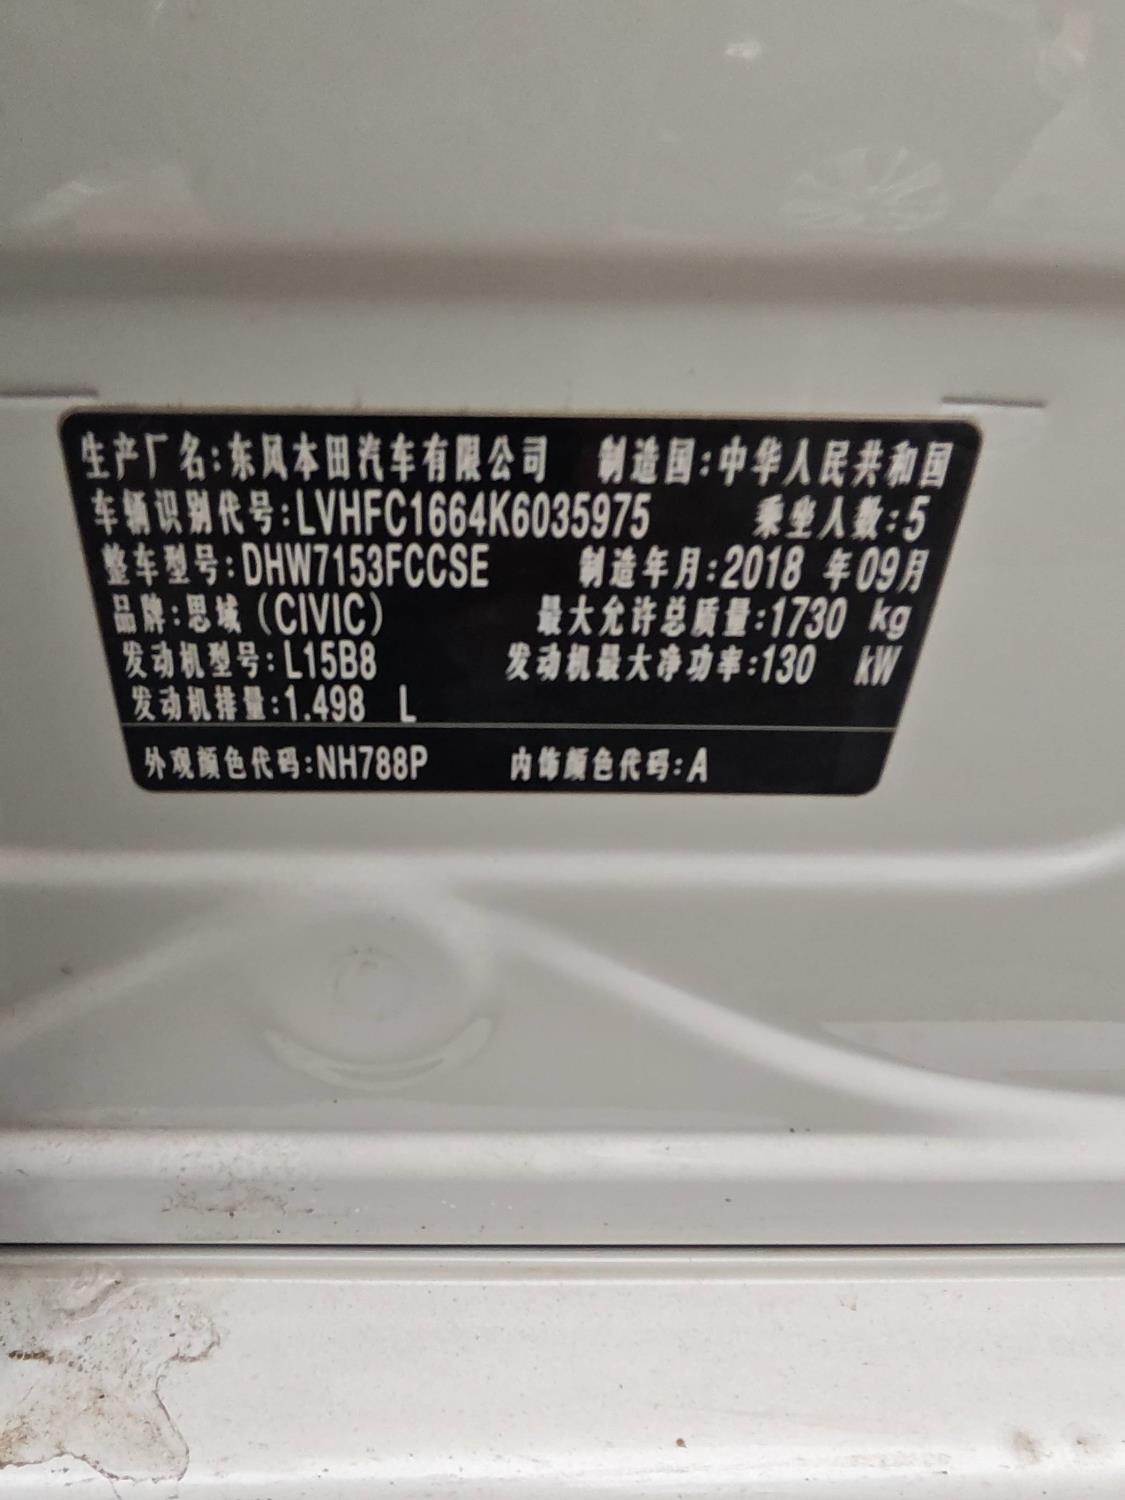 生产厂名:东风本田汽车有限公司 制造国:中华人民共和国
车辆识别代号:LVHFC1664K6035975 乘坐人数:5
整车型号:DHW7153FCCSE 制造年月:2018 年09月
品牌:思域(CIVIC) 最大允许总质量:1730 kg
发动机型号:L15B8 发动机最大净功率:130 kW
发动机排量:1.498 L
外观颜色代码:NH788P 内饰颜色代码:A